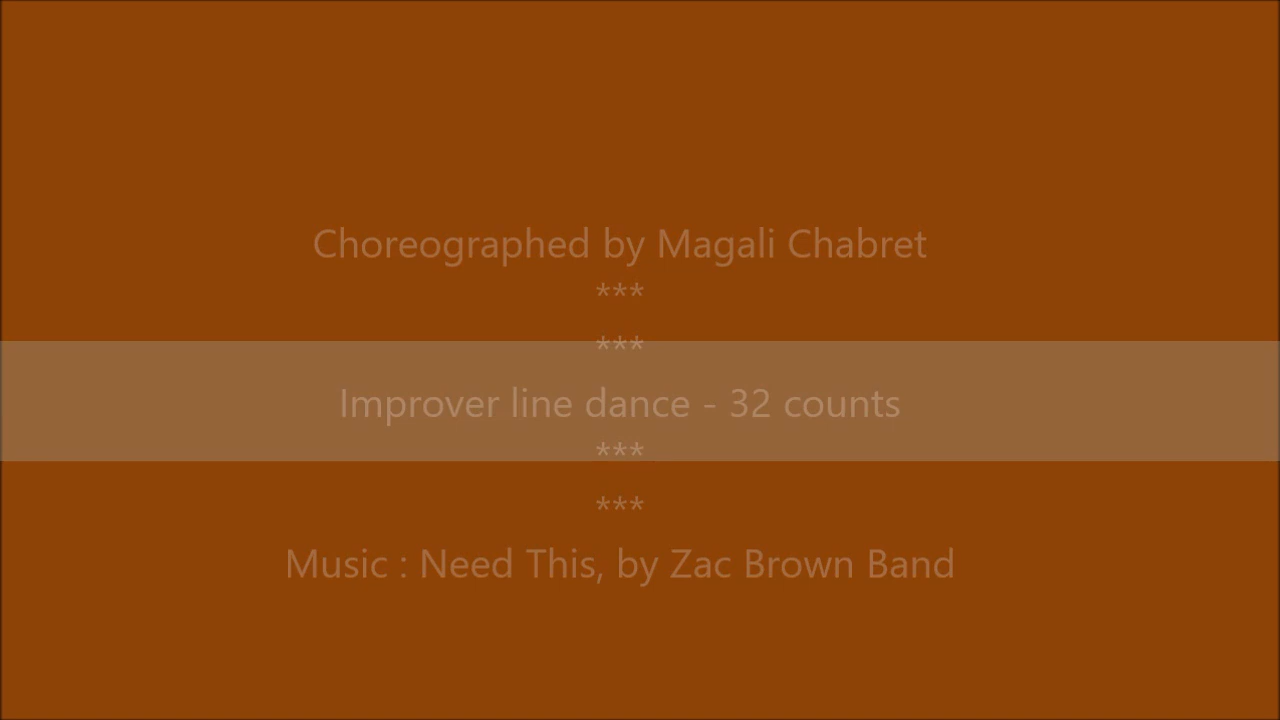 Choreographed by Magali Chabret
***
***
Improver line dance - 32 counts
***
***
Music : Need This, by Zac Brown Band